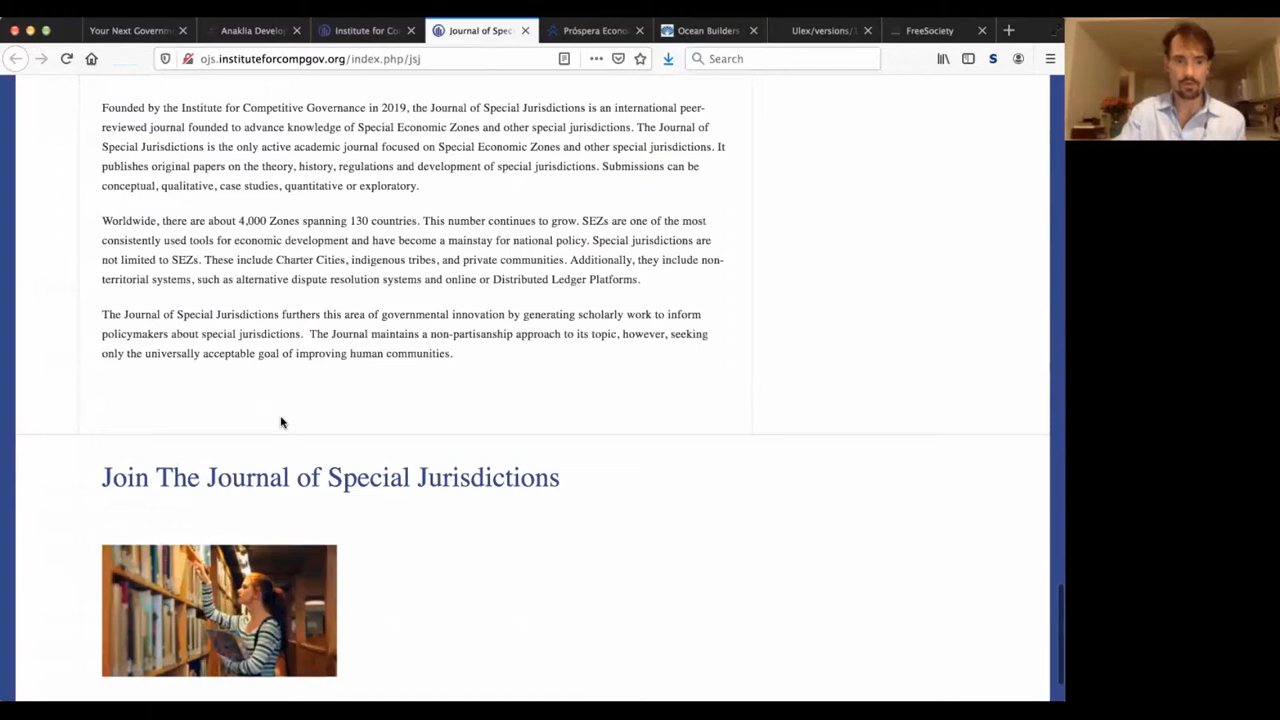 Your Next Governm
Anaklia Develo
Institute for Co
Journal of Spec
Próspera Econo
Ocean Builders
Ulex/versions/1
FreeSociety
ojs.instituteforcompgov.org/index.php/jsj
Search
Founded by the Institute for Competitive Governance in 2019, the Journal of Special Jurisdictions is an international peer-
reviewed journal founded to advance knowledge of Special Economic Zones and other special jurisdictions. The Journal of
Special Jurisdictions is the only active academic journal focused on Special Economic Zones and other special jurisdictions. It
publishes original papers on the theory, history, regulations and development of special jurisdictions. Submissions can be
conceptual, qualitative, case studies, quantitative or exploratory.
Worldwide, there are about 4,000 Zones spanning 130 countries. This number continues to grow. SEZs are one of the most
consistently used tools for economic development and have become a mainstay for national policy. Special jurisdictions are
not limited to SEZs. These include Charter Cities, indigenous tribes, and private communities. Additionally, they include non-
territorial systems, such as alternative dispute resolution systems and online or Distributed Ledger Platforms.
The Journal of Special Jurisdictions furthers this area of governmental innovation by generating scholarly work to inform
policymakers about special jurisdictions. The Journal maintains a non-partisanship approach to its topic, however, seeking
only the universally acceptable goal of improving human communities.
Join The Journal of Special Jurisdictions